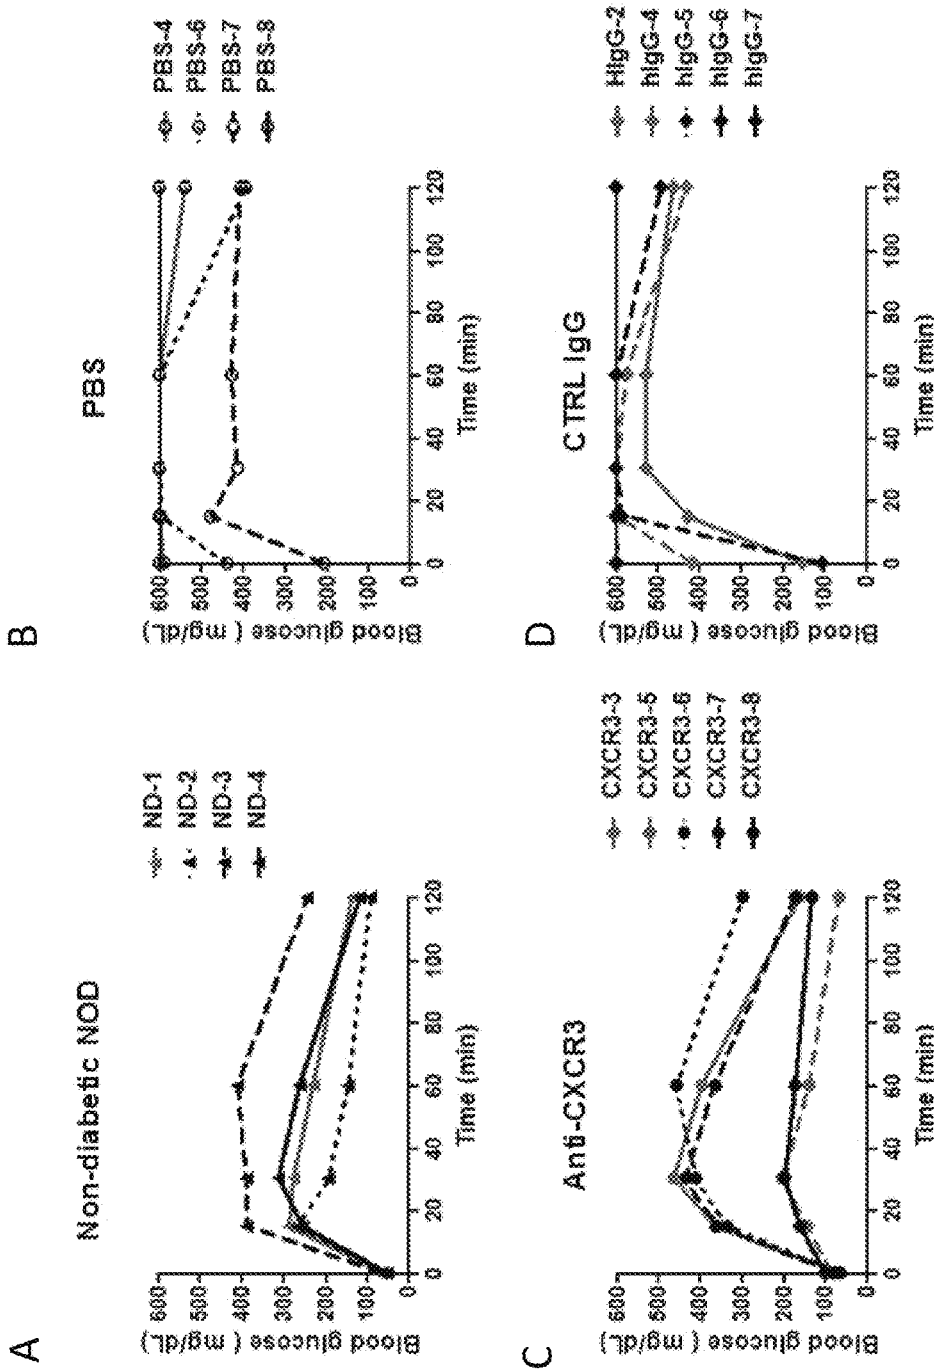 A
Non-diabetic NOD
600
500
400
300
200
100
0
Blood glucose ( mg/dL)
0 20 40 60 80 100 120
Time (min)
ND-1
ND-2
ND-3
ND-4
B
PBS
600
500
400
300
200
100
0
Blood glucose ( mg/dL)
0 20 40 60 80 100 120
Time (min)
PBS-4
PBS-6
PBS-7
PBS-8
C
Anti-CXCR3
600
500
400
300
200
100
0
Blood glucose ( mg/dL)
0 20 40 60 80 100 120
Time (min)
CXCR3-3
CXCR3-5
CXCR3-6
CXCR3-7
CXCR3-8
D
CTRL IgG
600
500
400
300
200
100
0
Blood glucose ( mg/dL)
0 20 40 60 80 100 120
Time (min)
HIgG-2
hIgG-4
hIgG-5
hIgG-6
hIgG-7